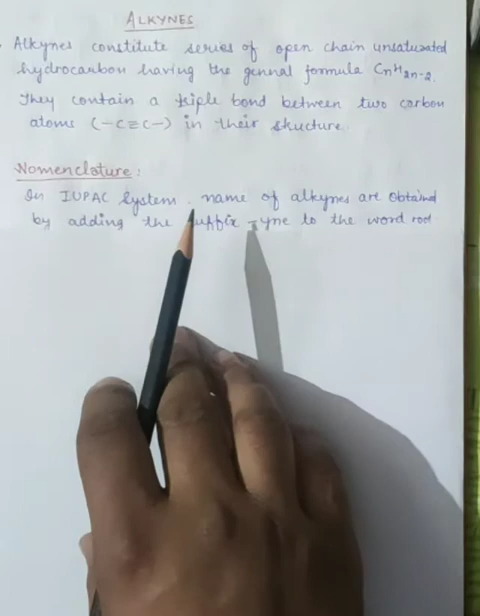 ALKYNES
Alkynes constitute series of open chain unsaturated
hydrocarbon having the general formula CnH2n-2.
They contain a triple bond between two carbon
atoms (-C≡C-) in their structure.
Nomenclature:
In IUPAC System. name of alkynes are obtained
by adding the suffix -yne to the word root